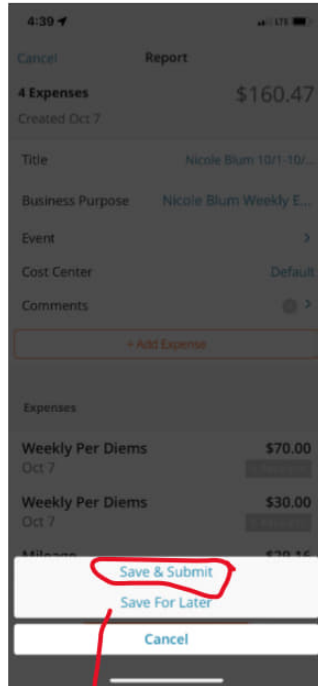 4:39 LTE
Cancel Report
4 Expenses $160.47
Created Oct 7
Title Nicole Blum 10/1-10/...
Business Purpose Nicole Blum Weekly E...
Event
Cost Center Default
Comments
+ Add Expense
Expenses
Weekly Per Diems $70.00
Oct 7
Weekly Per Diems $30.00
Oct 7
Mileage
Save & Submit
Save For Later
Cancel